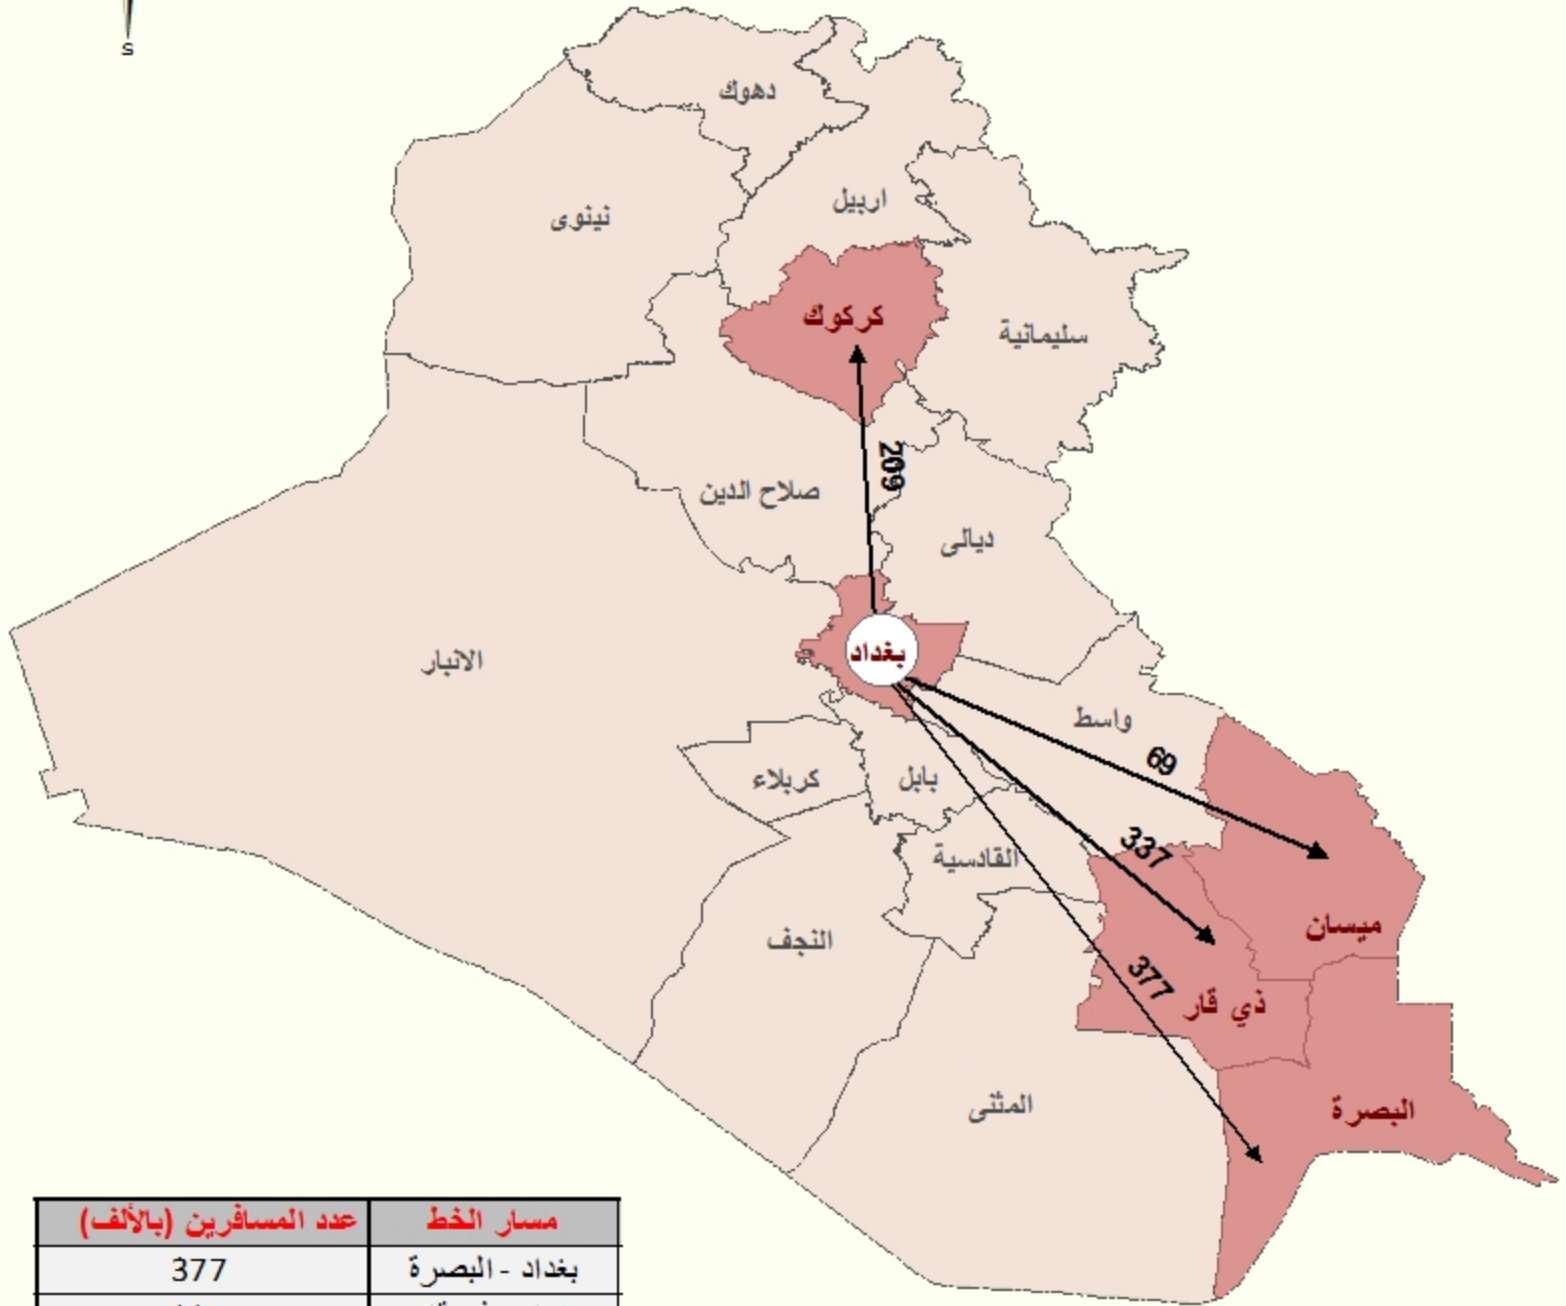 S
دهوك
اربيل
نينوى
كركوك
سليمانية
209
صلاح الدين
ديالى
بغداد
الانبار
واسط
69
كربلاء
بابل
337
القادسية
ميسان
النجف
377
ذي قار
المثنى
البصرة
مسار الخط عدد المسافرين (بالألف)
بغداد - البصرة 377